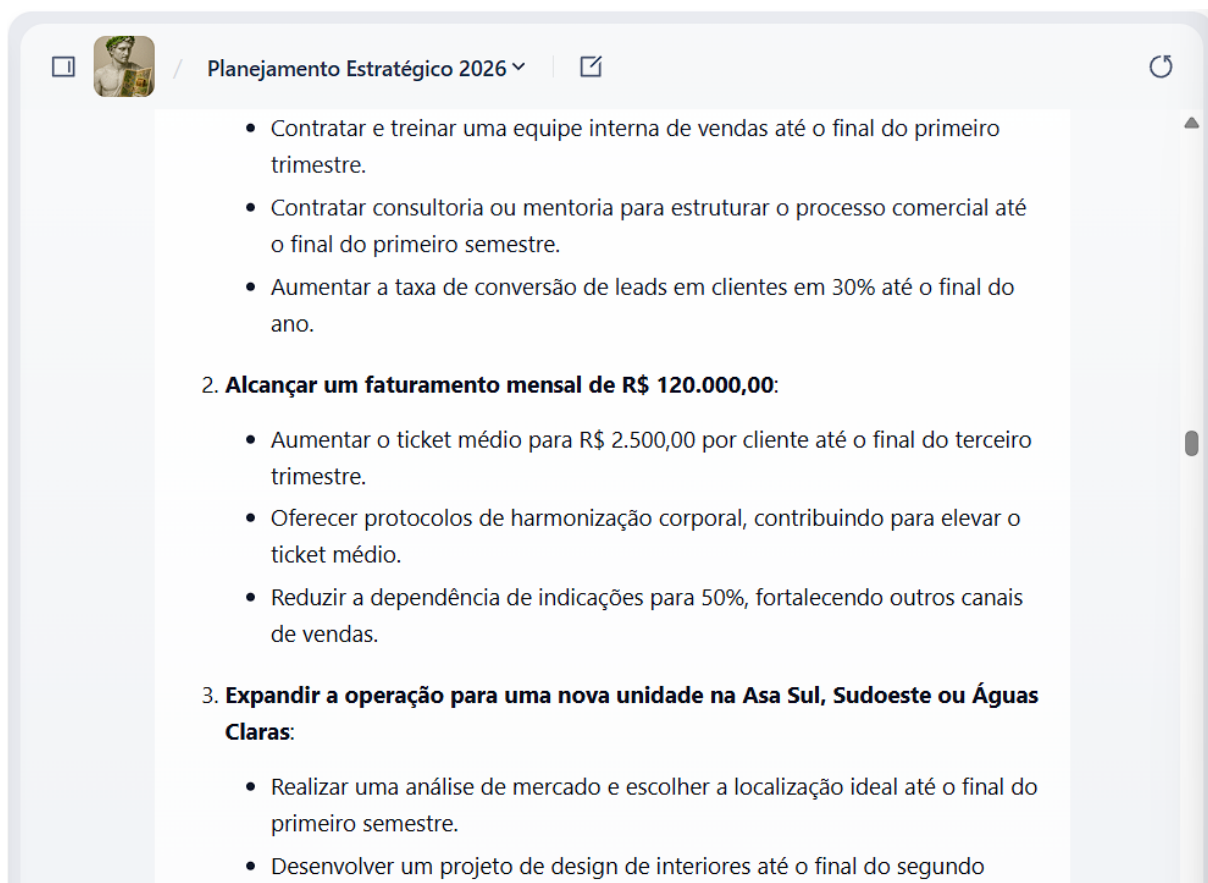 / Planejamento Estratégico 2026
• Contratar e treinar uma equipe interna de vendas até o final do primeiro
trimestre.
• Contratar consultoria ou mentoria para estruturar o processo comercial até
o final do primeiro semestre.
• Aumentar a taxa de conversão de leads em clientes em 30% até o final do
ano.
2. Alcançar um faturamento mensal de R$ 120.000,00:
• Aumentar o ticket médio para R$ 2.500,00 por cliente até o final do terceiro
trimestre.
• Oferecer protocolos de harmonização corporal, contribuindo para elevar o
ticket médio.
• Reduzir a dependência de indicações para 50%, fortalecendo outros canais
de vendas.
3. Expandir a operação para uma nova unidade na Asa Sul, Sudoeste ou Águas
Claras:
• Realizar uma análise de mercado e escolher a localização ideal até o final do
primeiro semestre.
• Desenvolver um projeto de design de interiores até o final do segundo